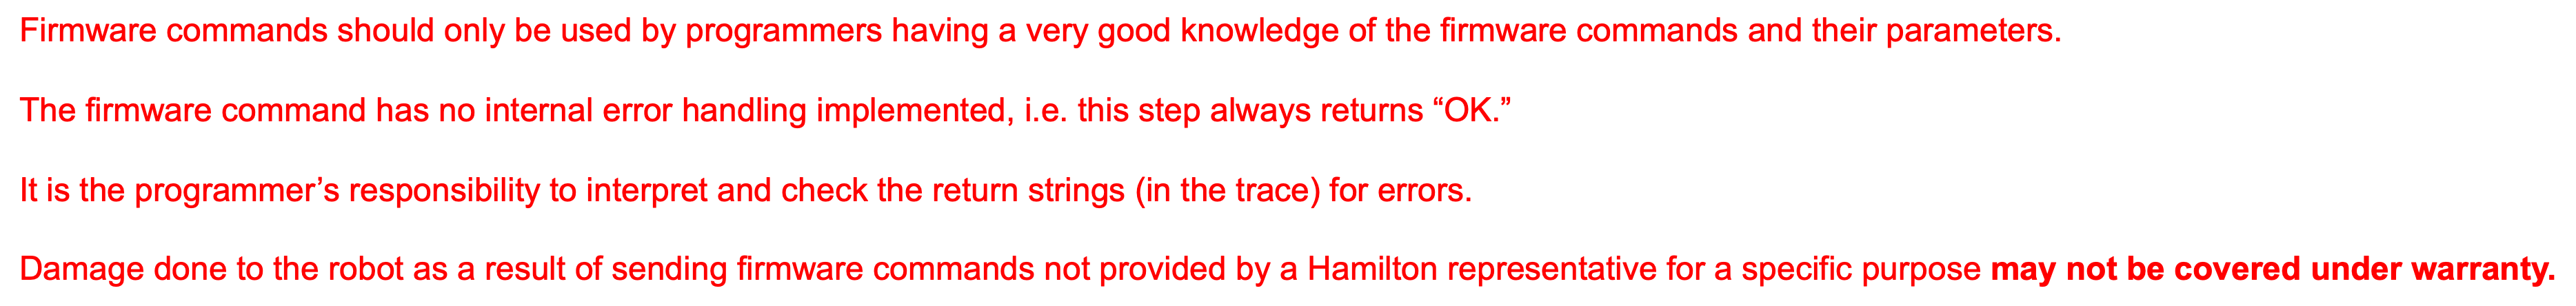 Firmware commands should only be used by programmers having a very good knowledge of the firmware commands and their parameters.
The firmware command has no internal error handling implemented, i.e. this step always returns “OK.”
It is the programmer’s responsibility to interpret and check the return strings (in the trace) for errors.
Damage done to the robot as a result of sending firmware commands not provided by a Hamilton representative for a specific purpose may not be covered under warranty.